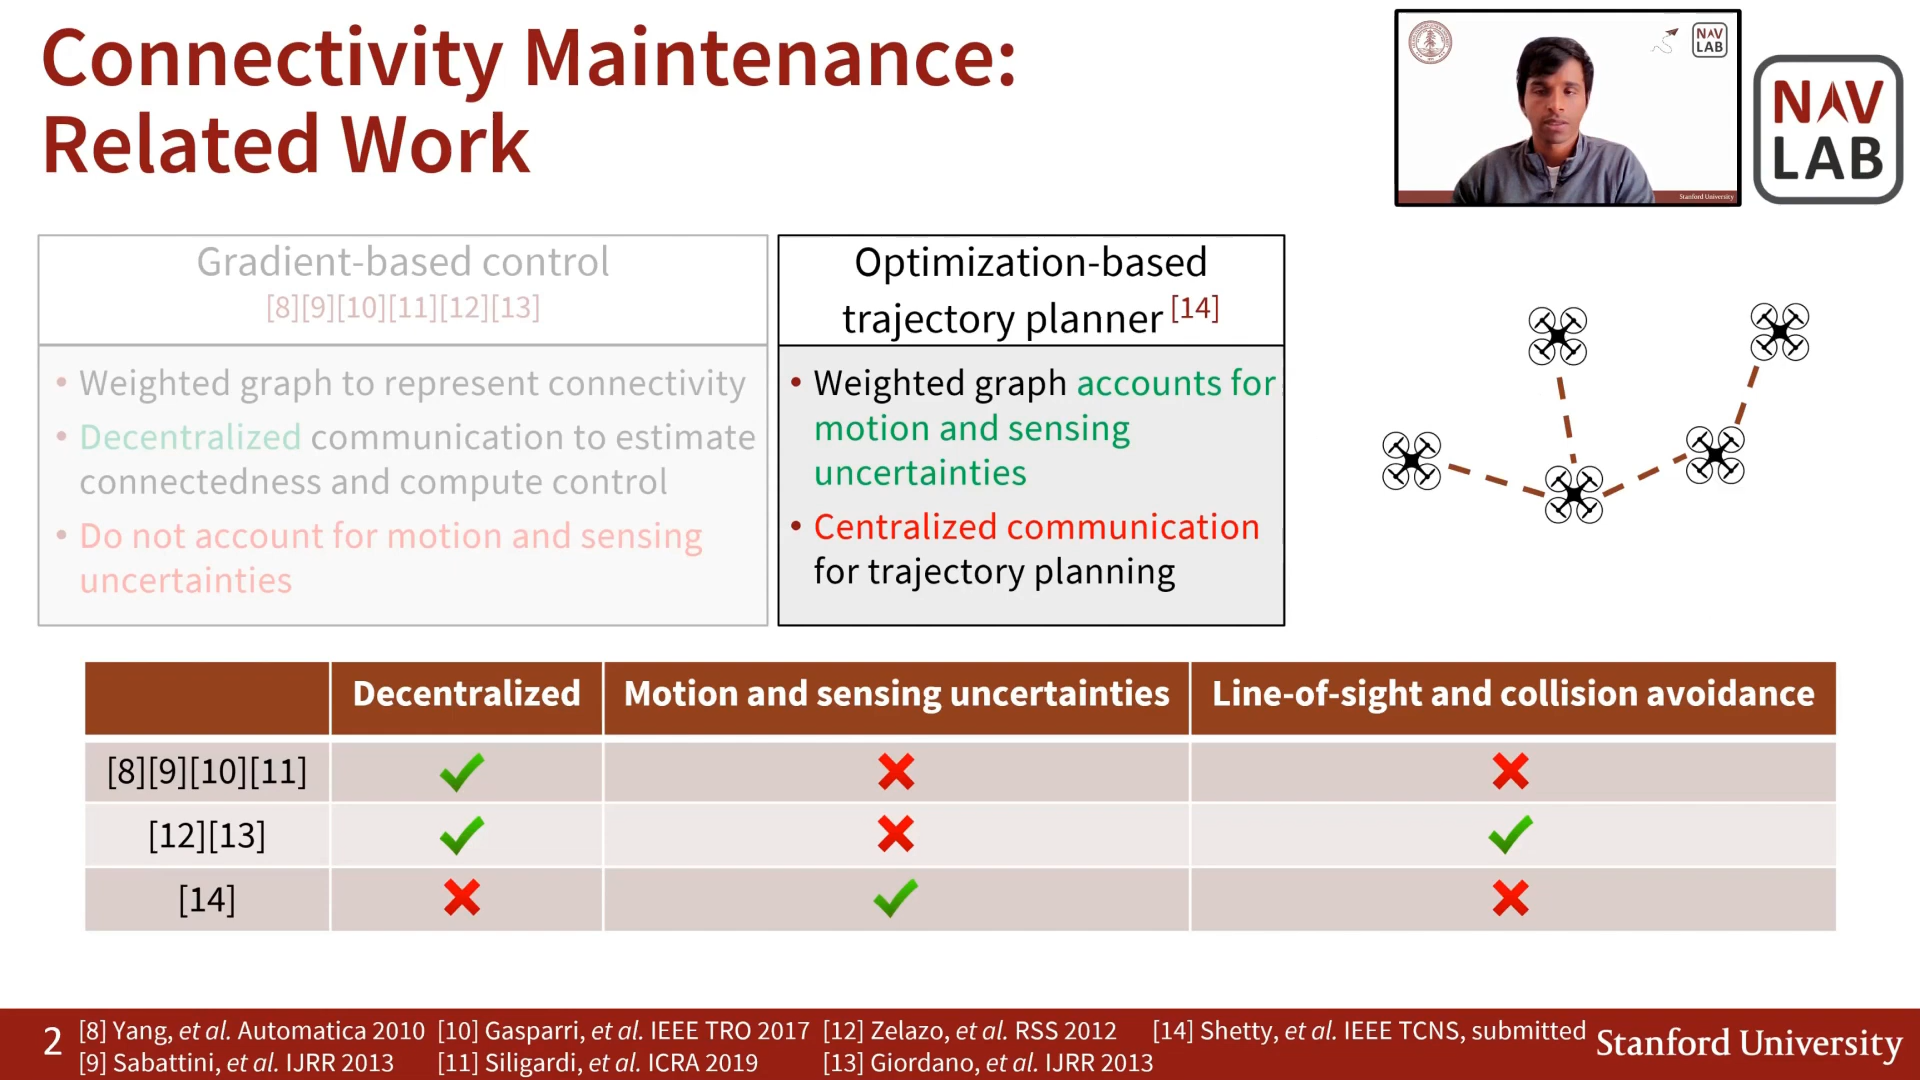 Connectivity Maintenance:
Related Work
NAV
LAB
Stanford University
NAV
LAB
Gradient-based control
[8][9][10][11][12][13]
• Weighted graph to represent connectivity
• Decentralized communication to estimate
connectedness and compute control
• Do not account for motion and sensing
uncertainties
Optimization-based
trajectory planner [14]
• Weighted graph accounts for
motion and sensing
uncertainties
• Centralized communication
for trajectory planning
Decentralized Motion and sensing uncertainties Line-of-sight and collision avoidance
[8][9][10][11] ✔ ✖ ✖
[12][13] ✔ ✖ ✔
[14] ✖ ✔ ✖
2
[8] Yang, et al. Automatica 2010 [10] Gasparri, et al. IEEE TRO 2017 [12] Zelazo, et al. RSS 2012 [14] Shetty, et al. IEEE TCNS, submitted
[9] Sabattini, et al. IJRR 2013 [11] Siligardi, et al. ICRA 2019 [13] Giordano, et al. IJRR 2013
Stanford University